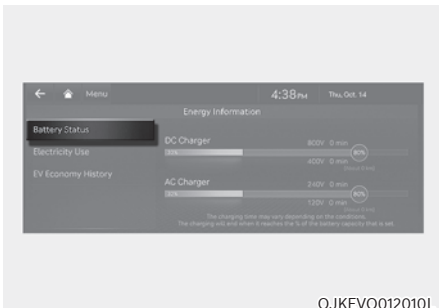 Menu
4:38PM
Thu, Oct. 14
Energy Information
Battery Status
Electricity Use
EV Economy History
DC Charger
800V 0 min
80%
400V 0 min
AC Charger
240V 0 min
80%
120V 0 min
The charging time may vary depending on the conditions.
The charging will end when it reaches the % of the battery capacity that is set.
OJKEVQ012010L